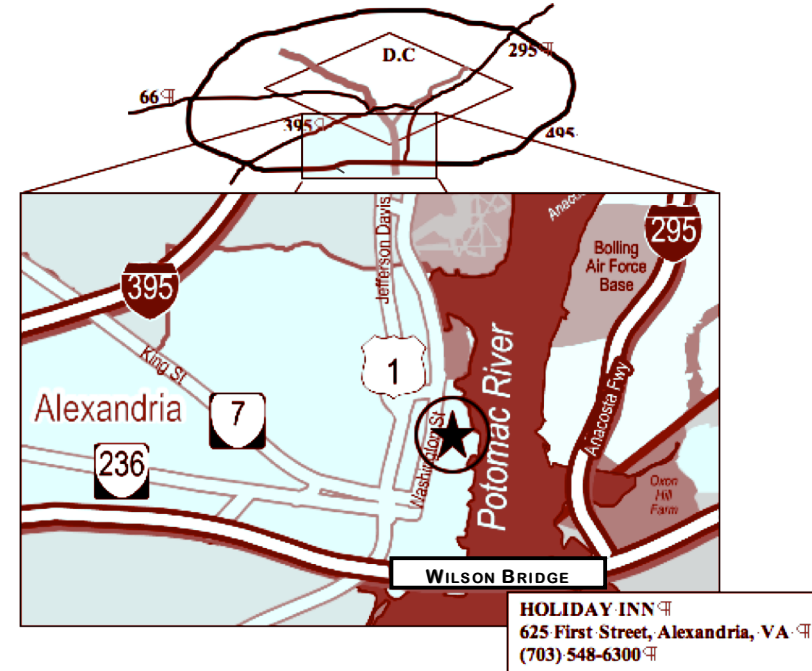 D.C
295
66
395
495
Jefferson Davis
Anaco
295
Bolling
Air Force
Base
395
King St
1
Potomac River
Anacosta Fwy
Alexandria
7
Washington St
236
Oxon
Hill
Farm
WILSON BRIDGE
HOLIDAY INN
625 First Street, Alexandria, VA
(703) 548-6300